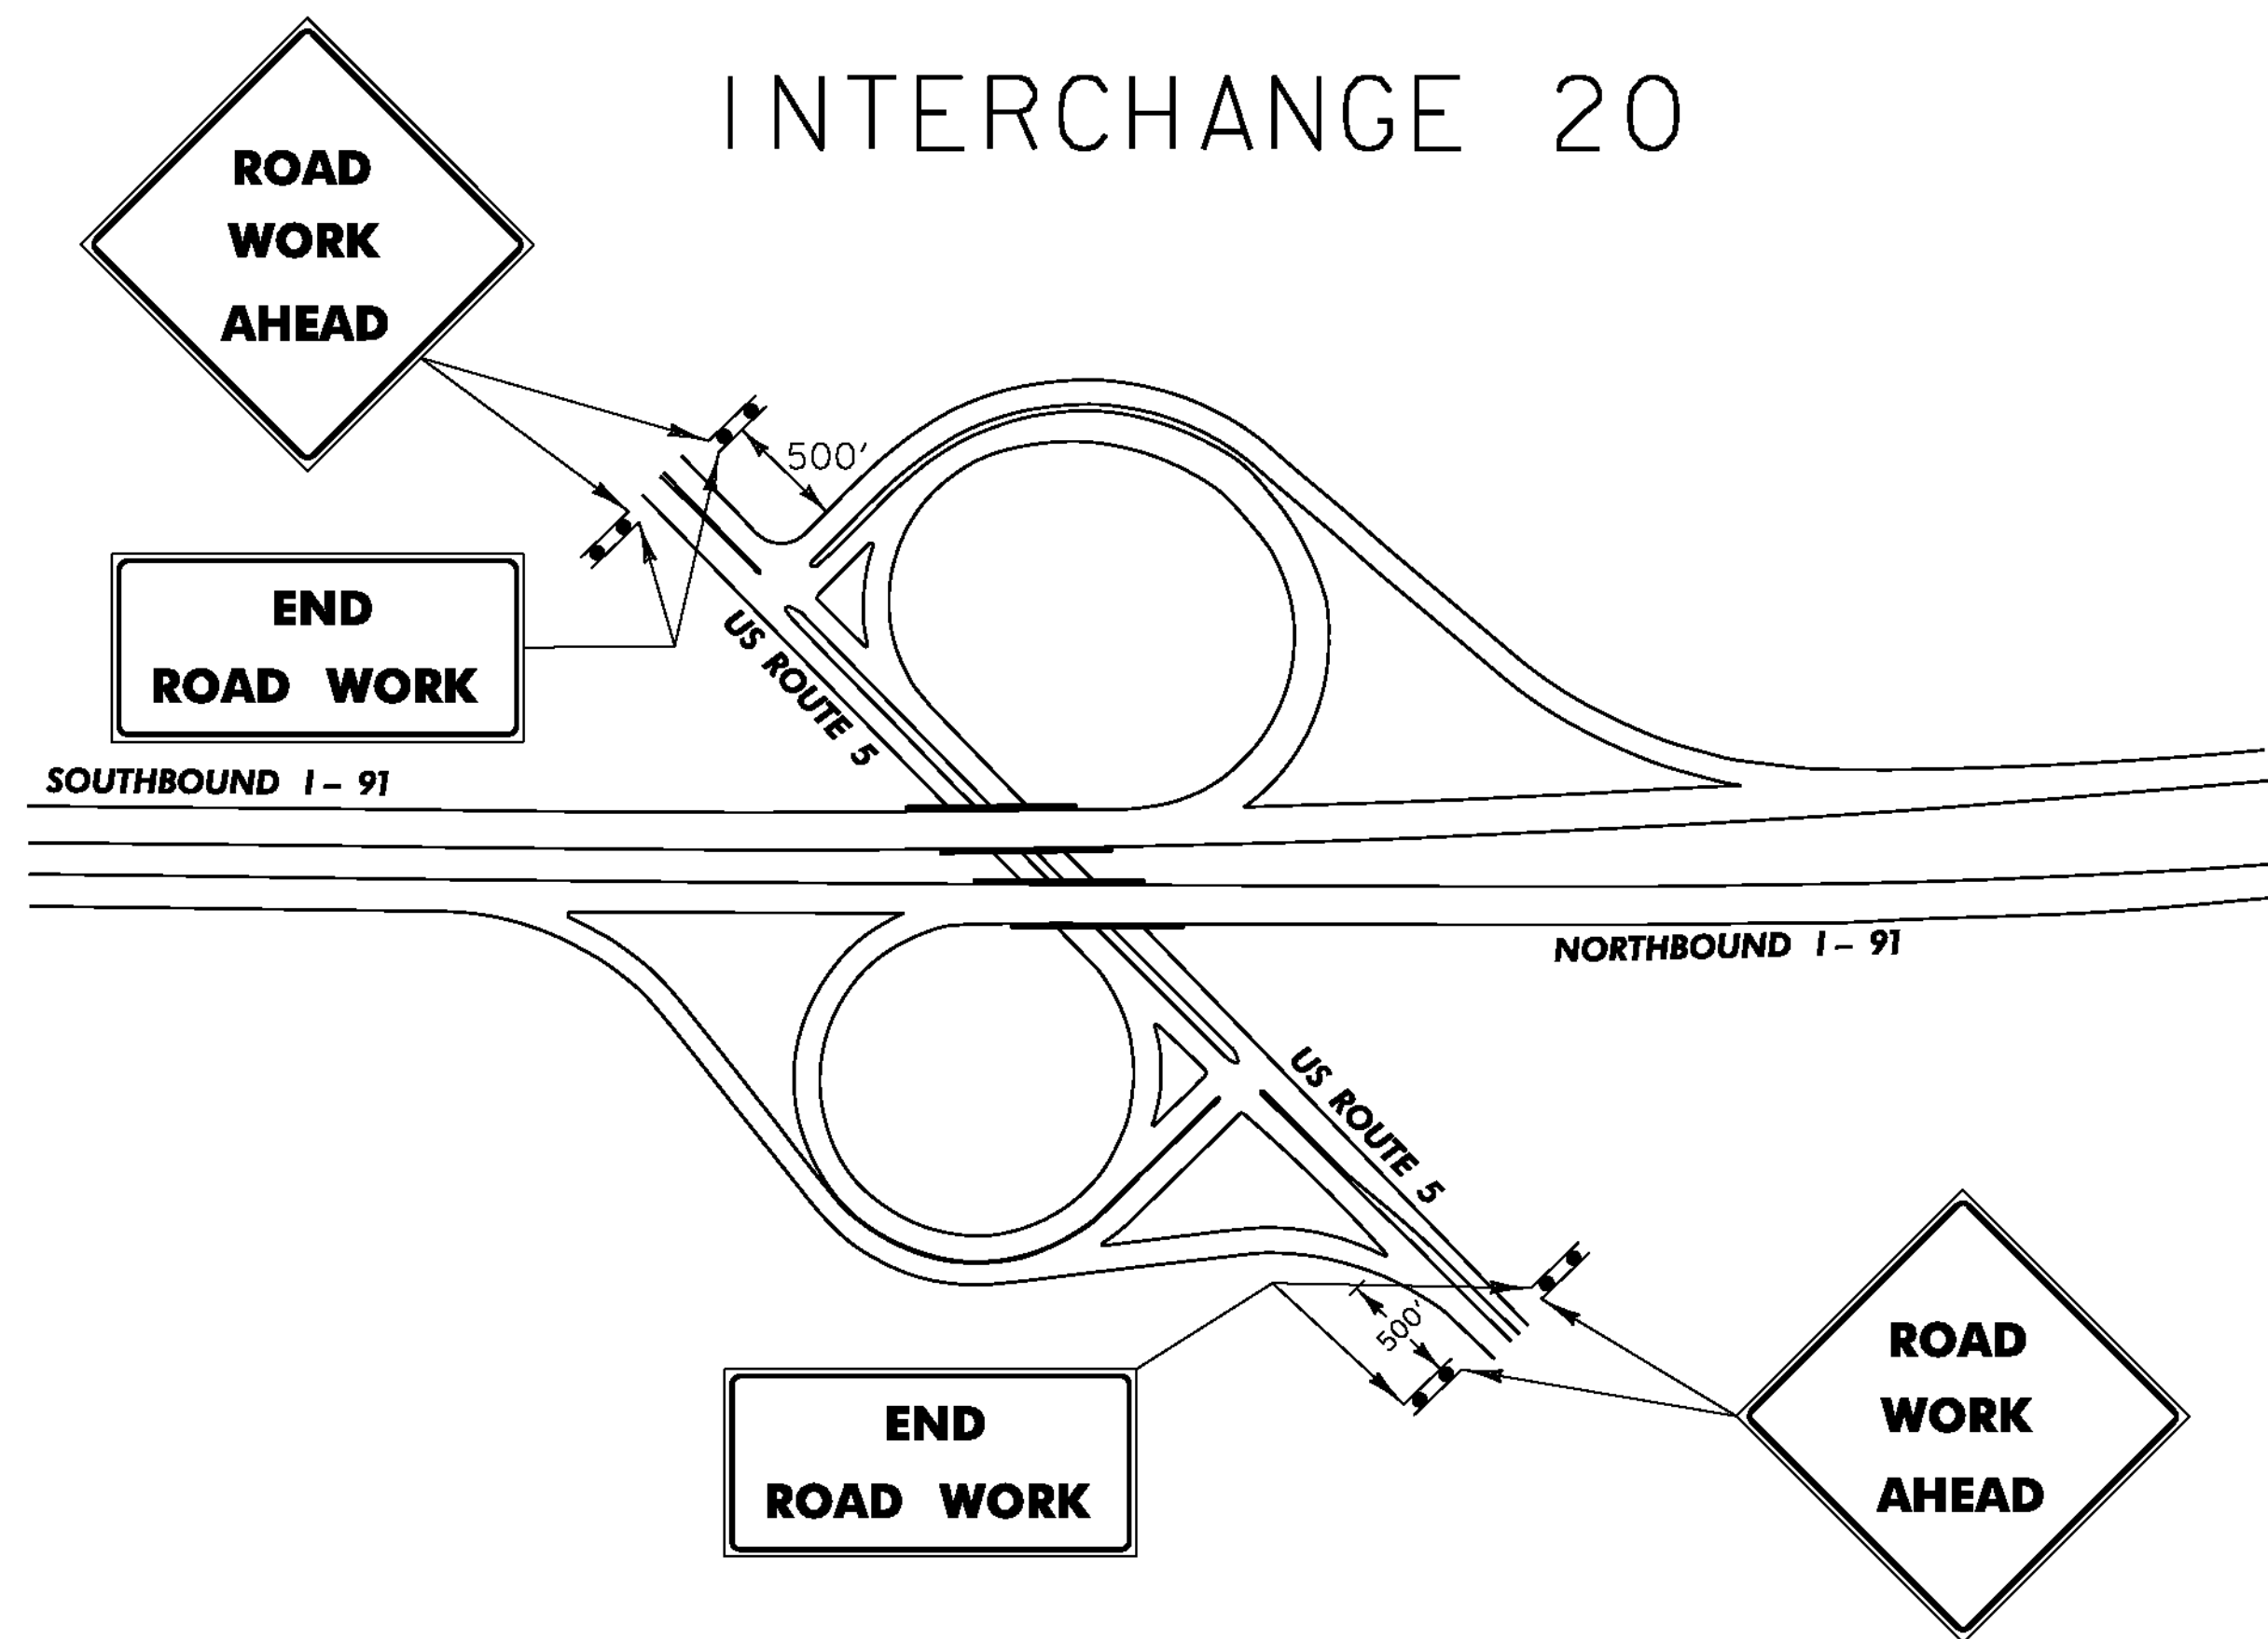 INTERCHANGE 20
ROAD
WORK
AHEAD
500'
END
ROAD WORK
US ROUTE 5
SOUTHBOUND I - 91
NORTHBOUND I - 91
US ROUTE 5
500'
END
ROAD WORK
ROAD
WORK
AHEAD